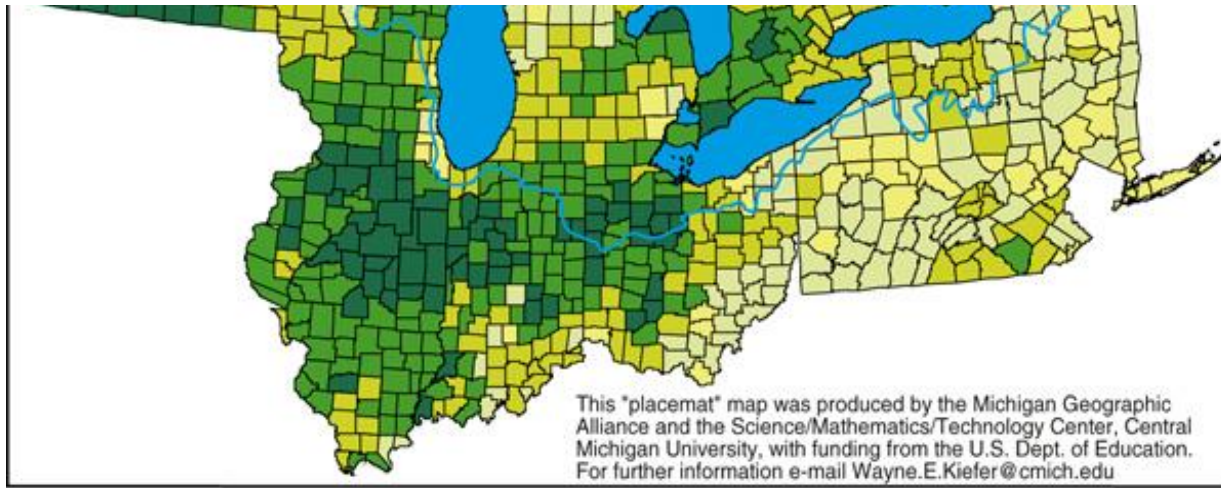 This "placemat" map was produced by the Michigan Geographic
Alliance and the Science/Mathematics/Technology Center, Central
Michigan University, with funding from the U.S. Dept. of Education.
For further information e-mail Wayne.E.Kiefer@cmich.edu